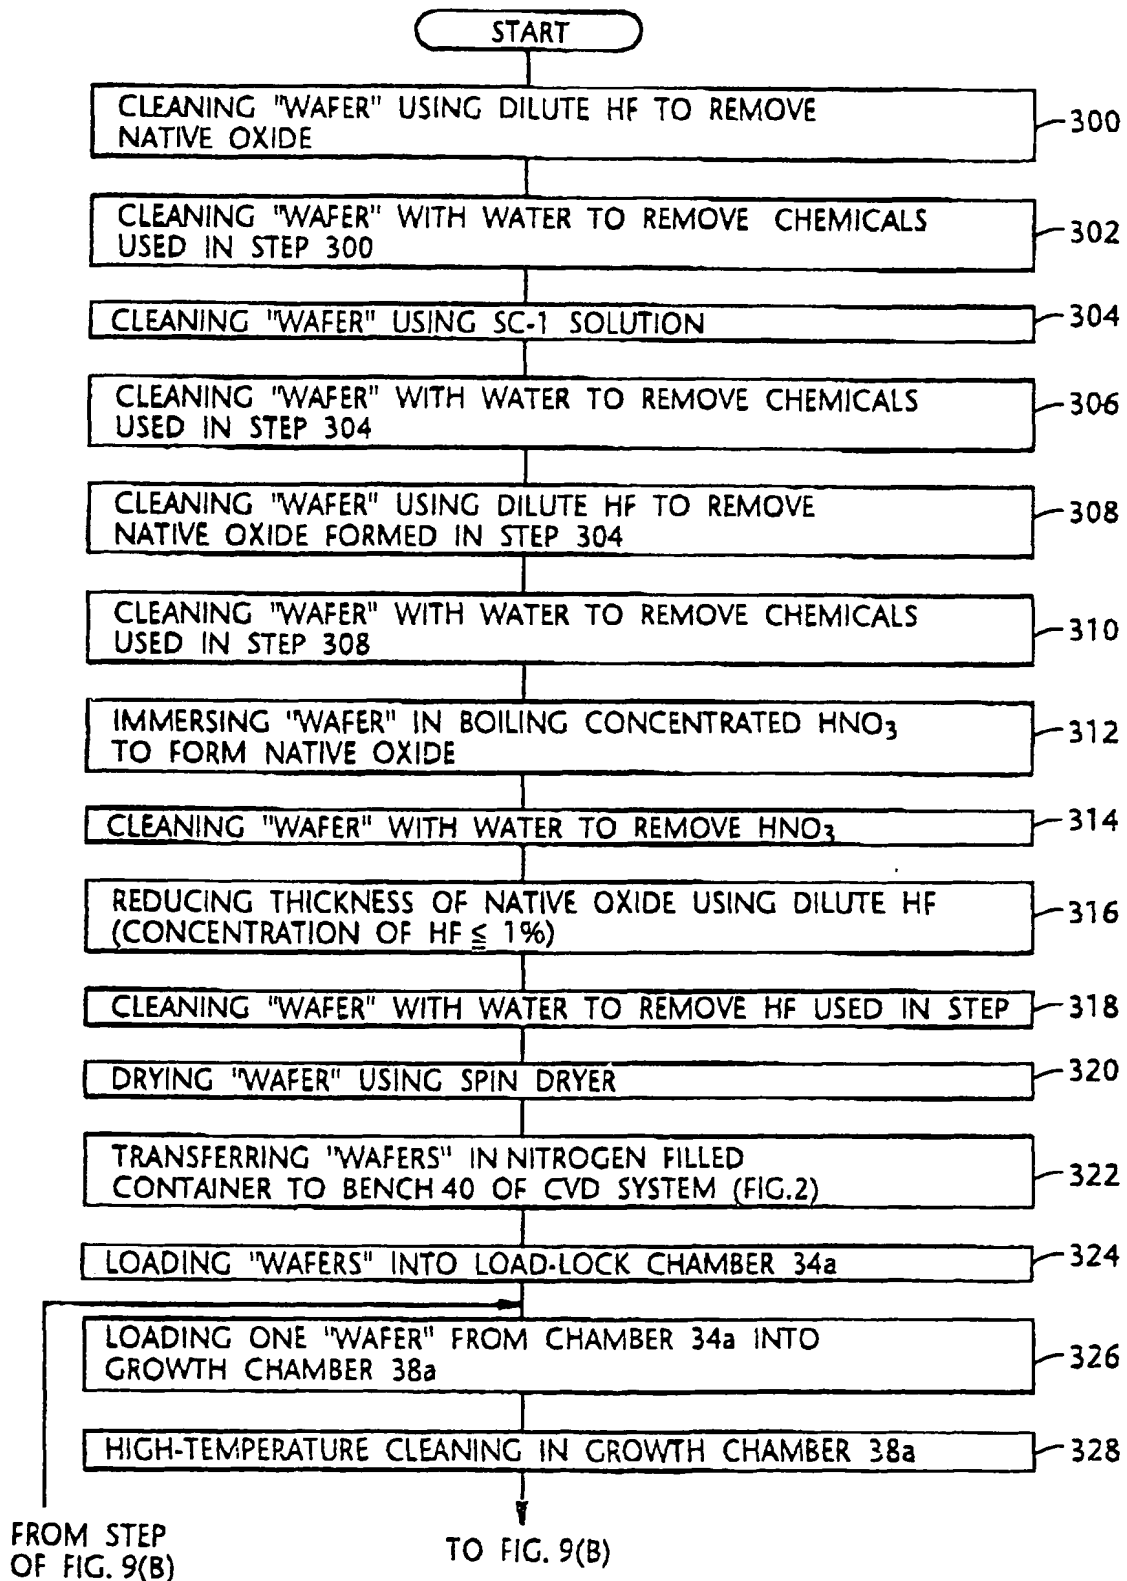 START
CLEANING "WAFER" USING DILUTE HF TO REMOVE
NATIVE OXIDE
300
CLEANING "WAFER" WITH WATER TO REMOVE CHEMICALS
USED IN STEP 300
302
CLEANING "WAFER" USING SC-1 SOLUTION
304
CLEANING "WAFER" WITH WATER TO REMOVE CHEMICALS
USED IN STEP 304
306
CLEANING "WAFER" USING DILUTE HF TO REMOVE
NATIVE OXIDE FORMED IN STEP 304
308
CLEANING "WAFER" WITH WATER TO REMOVE CHEMICALS
USED IN STEP 308
310
IMMERSING "WAFER" IN BOILING CONCENTRATED HNO3
TO FORM NATIVE OXIDE
312
CLEANING "WAFER" WITH WATER TO REMOVE HNO3
314
REDUCING THICKNESS OF NATIVE OXIDE USING DILUTE HF
(CONCENTRATION OF HF ≦ 1%)
316
CLEANING "WAFER" WITH WATER TO REMOVE HF USED IN STEP
318
DRYING "WAFER" USING SPIN DRYER
320
TRANSFERRING "WAFERS" IN NITROGEN FILLED
CONTAINER TO BENCH 40 OF CVD SYSTEM (FIG.2)
322
LOADING "WAFERS" INTO LOAD-LOCK CHAMBER 34a
324
LOADING ONE "WAFER" FROM CHAMBER 34a INTO
GROWTH CHAMBER 38a
326
HIGH-TEMPERATURE CLEANING IN GROWTH CHAMBER 38a
328
FROM STEP
OF FIG. 9(B)
TO FIG. 9(B)